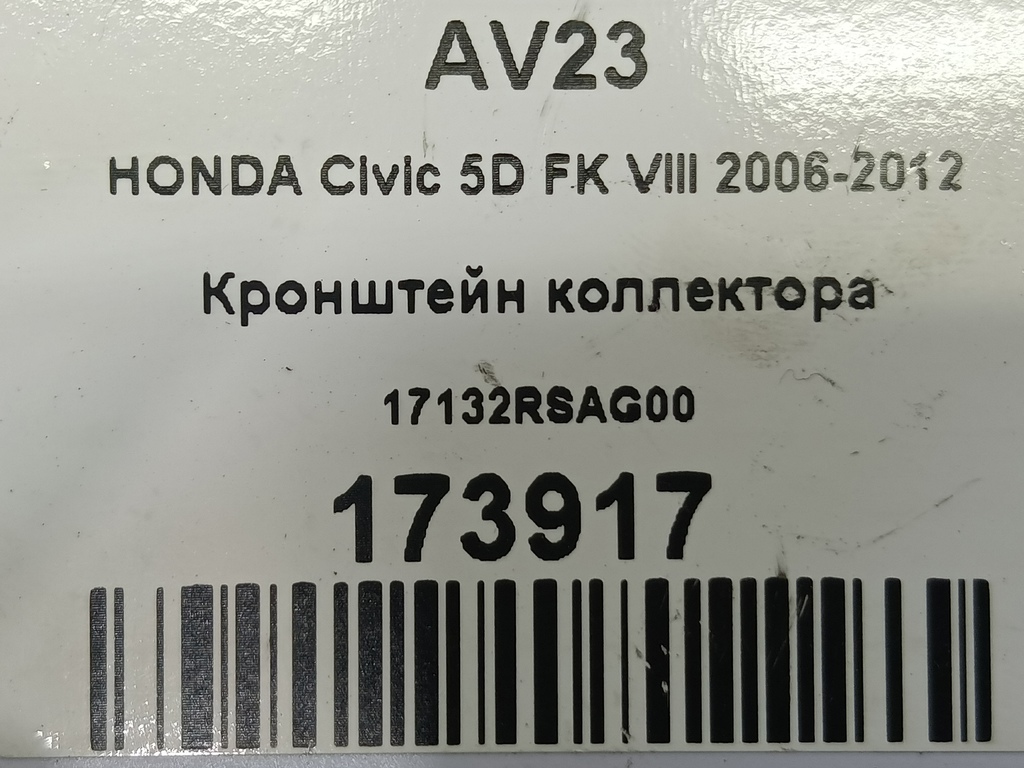 AV23
HONDA Civic 5D FK VIII 2006-2012
Кронштейн коллектора
17132RSAG00
173917